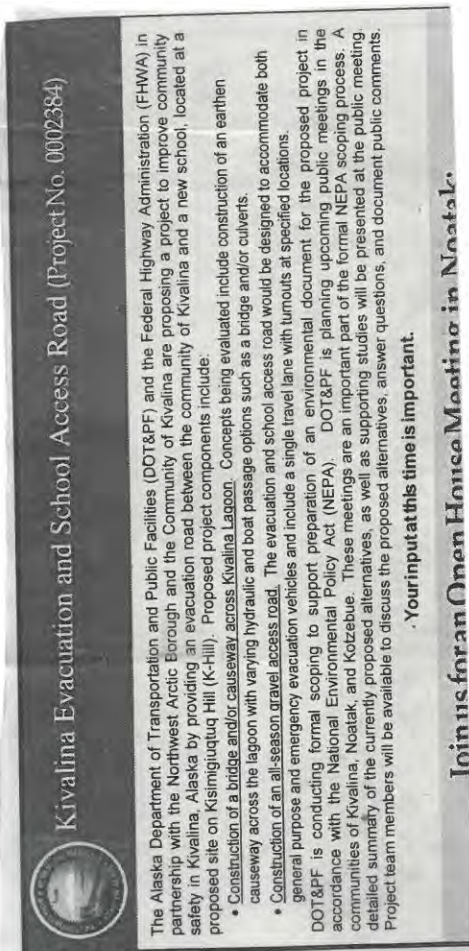 Kivalina Evacuation and School Access Road (Project No. 0002384)
The Alaska Department of Transportation and Public Facilities (DOT&PF) and the Federal Highway Administration (FHWA) in
partnership with the Northwest Arctic Borough and the Community of Kivalina are proposing a project to improve community
safety in Kivalina, Alaska by providing an evacuation road between the community of Kivalina and a new school, located at a
proposed site on Kisimigiuqtuq Hill (K-Hill). Proposed project components include:
• Construction of a bridge and/or causeway across Kivalina Lagoon. Concepts being evaluated include construction of an earthen
causeway across the lagoon with varying hydraulic and boat passage options such as a bridge and/or culverts.
• Construction of an all-season gravel access road. The evacuation and school access road would be designed to accommodate both
general purpose and emergency evacuation vehicles and include a single travel lane with turnouts at specified locations.
DOT&PF is conducting formal scoping to support preparation of an environmental document for the proposed project in
accordance with the National Environmental Policy Act (NEPA). DOT&PF is planning upcoming public meetings in the
communities of Kivalina, Noatak, and Kotzebue. These meetings are an important part of the formal NEPA scoping process. A
detailed summary of the currently proposed alternatives, as well as supporting studies will be presented at the public meeting.
Project team members will be available to discuss the proposed alternatives, answer questions, and document public comments.
Your input at this time is important.
Join us for an Open House Meeting in Noatak: